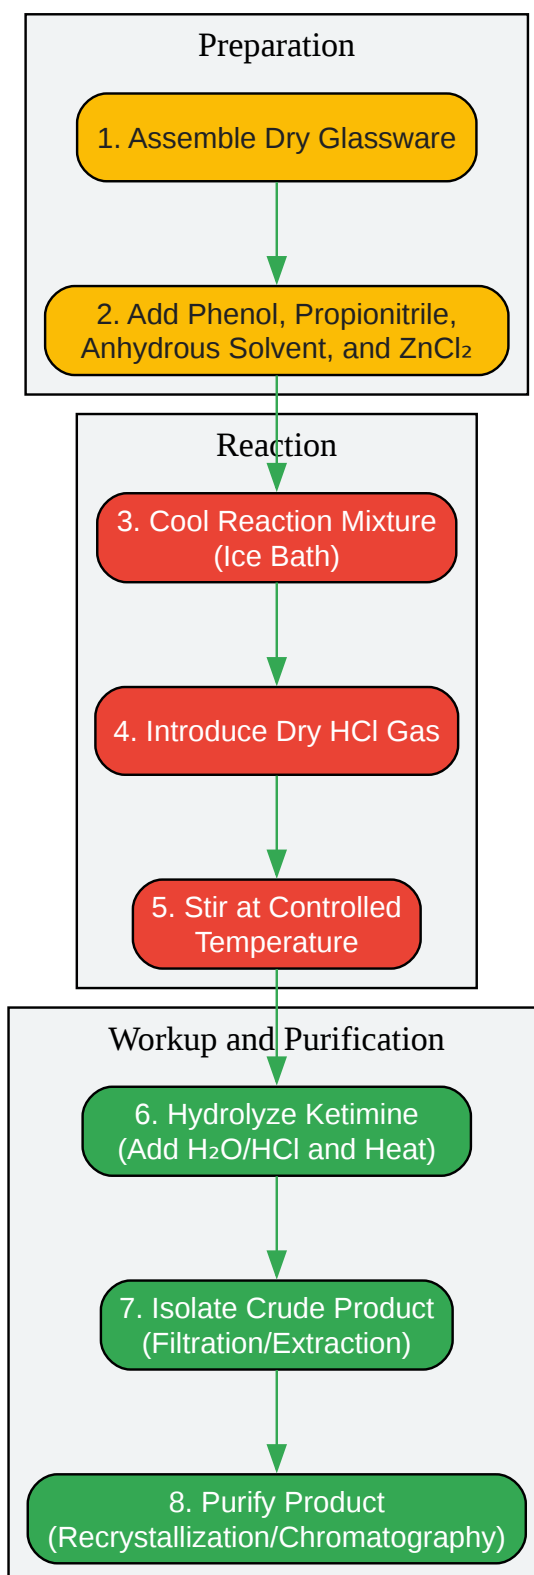 Preparation
1. Assemble Dry Glassware
2. Add Phenol, Propionitrile,
Anhydrous Solvent, and ZnCl₂
Reaction
3. Cool Reaction Mixture
(Ice Bath)
4. Introduce Dry HCl Gas
5. Stir at Controlled
Temperature
Workup and Purification
6. Hydrolyze Ketimine
(Add H₂O/HCl and Heat)
7. Isolate Crude Product
(Filtration/Extraction)
8. Purify Product
(Recrystallization/Chromatography)